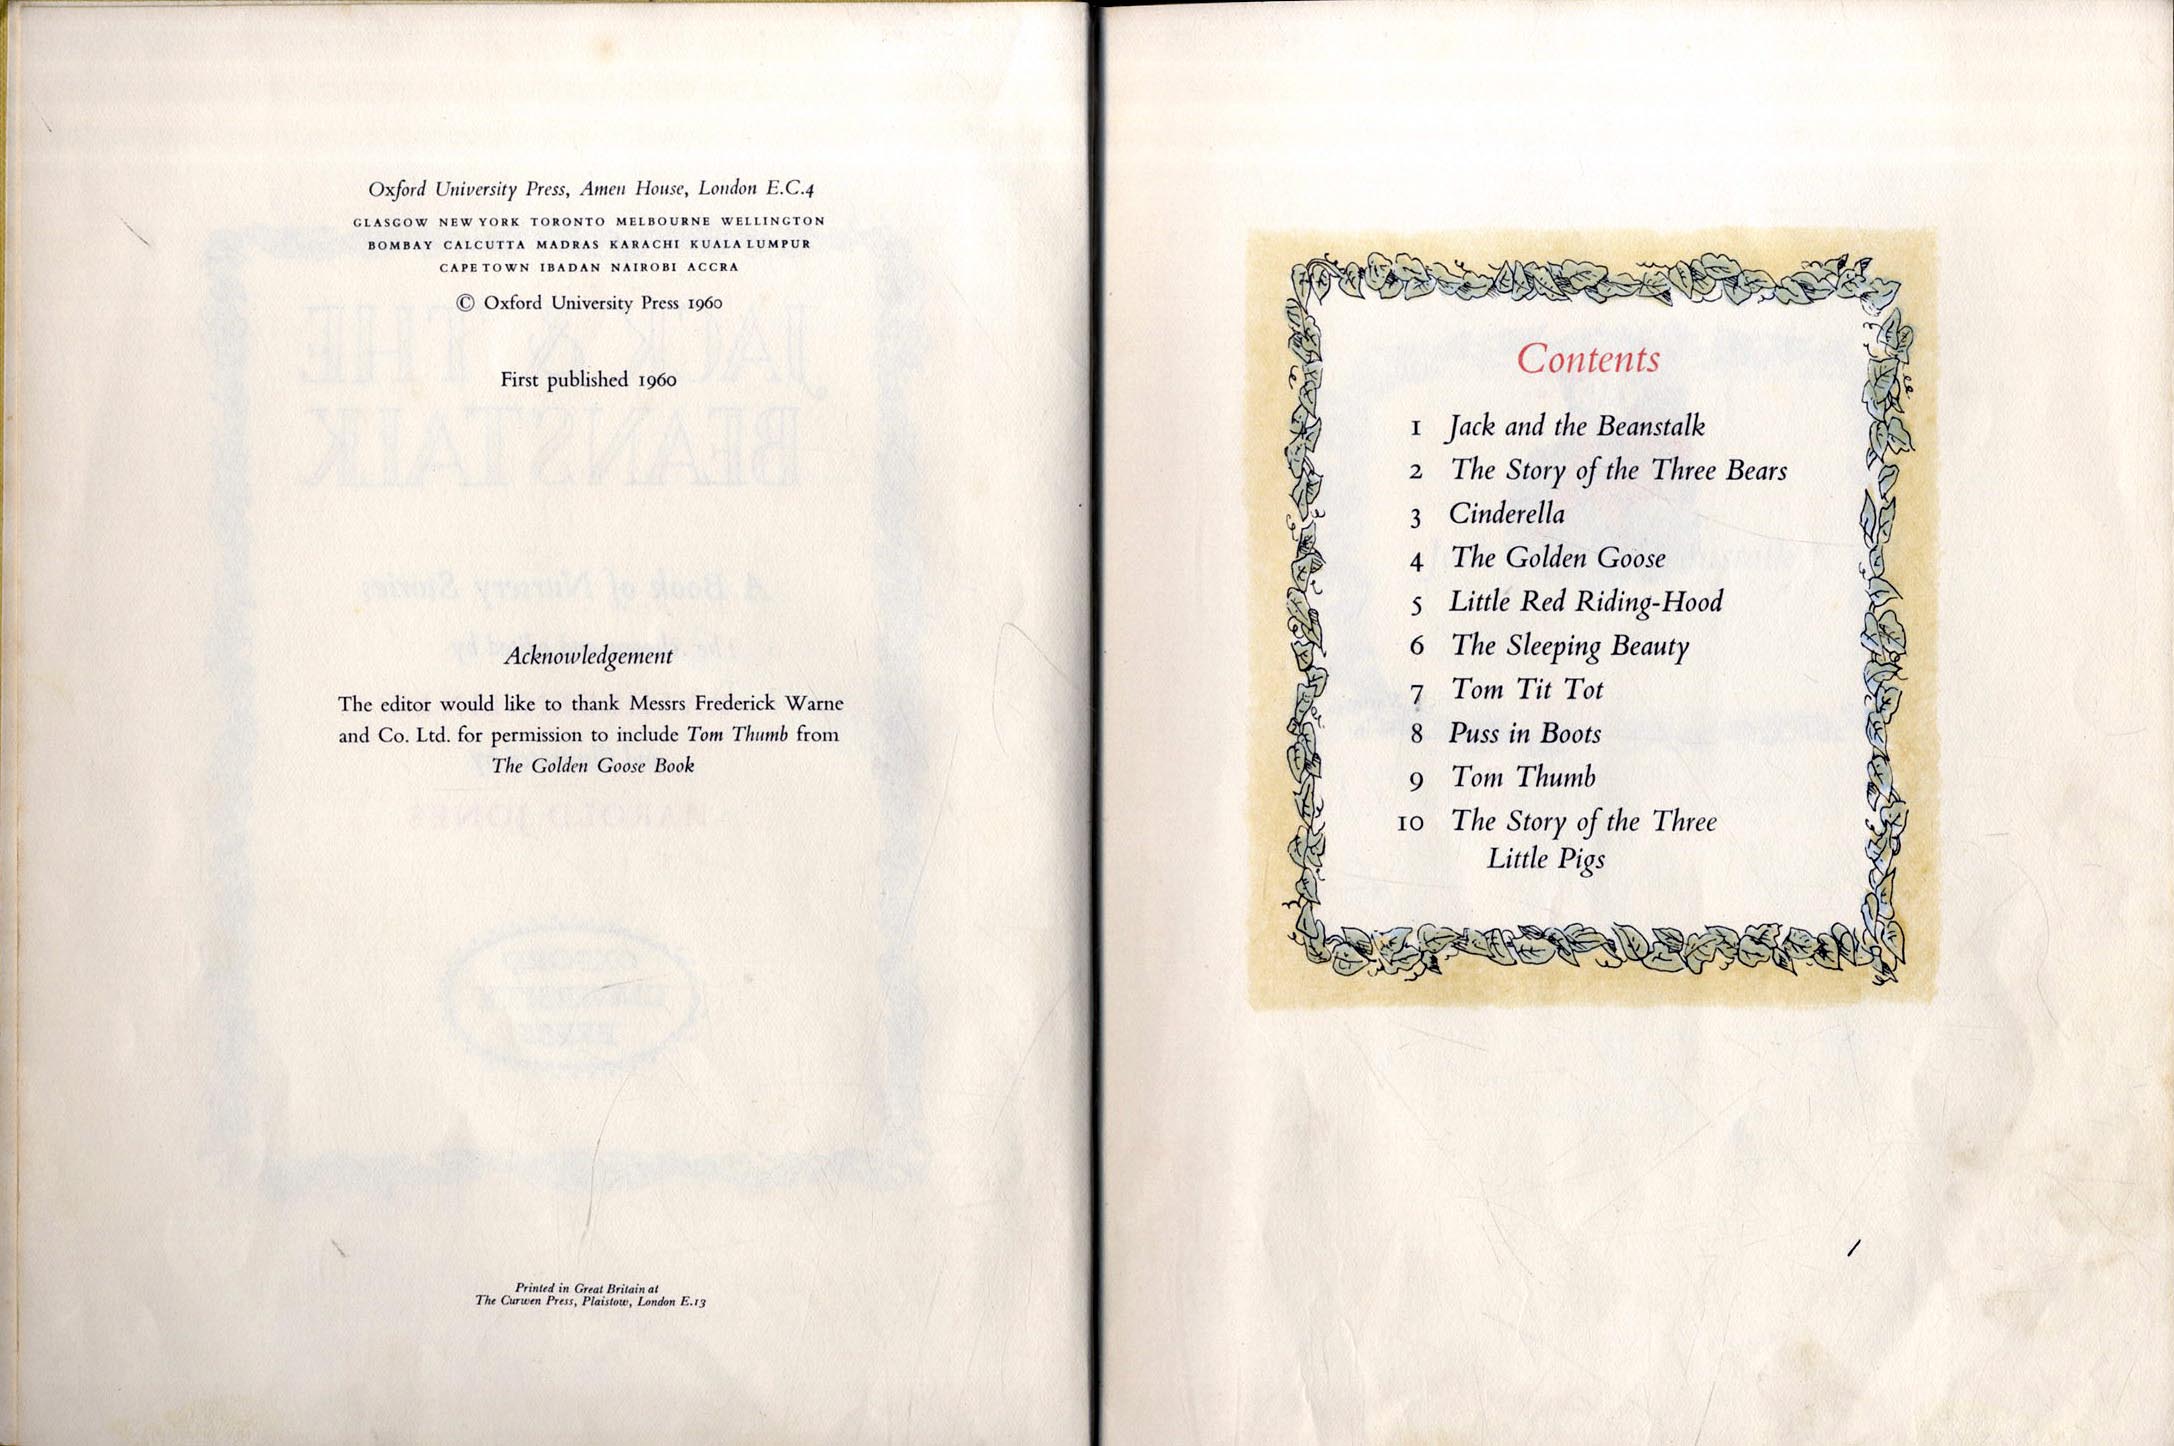 Oxford University Press, Amen House, London E.C.4
GLASGOW NEW YORK TORONTO MELBOURNE WELLINGTON
BOMBAY CALCUTTA MADRAS KARACHI KUALA LUMPUR
CAPE TOWN IBADAN NAIROBI ACCRA
© Oxford University Press 1960
First published 1960
Acknowledgement
The editor would like to thank Messrs Frederick Warne
and Co. Ltd. for permission to include Tom Thumb from
The Golden Goose Book
Printed in Great Britain at
The Curwen Press, Plaistow, London E.13
Contents
1 Jack and the Beanstalk
2 The Story of the Three Bears
3 Cinderella
4 The Golden Goose
5 Little Red Riding-Hood
6 The Sleeping Beauty
7 Tom Tit Tot
8 Puss in Boots
9 Tom Thumb
10 The Story of the Three
Little Pigs